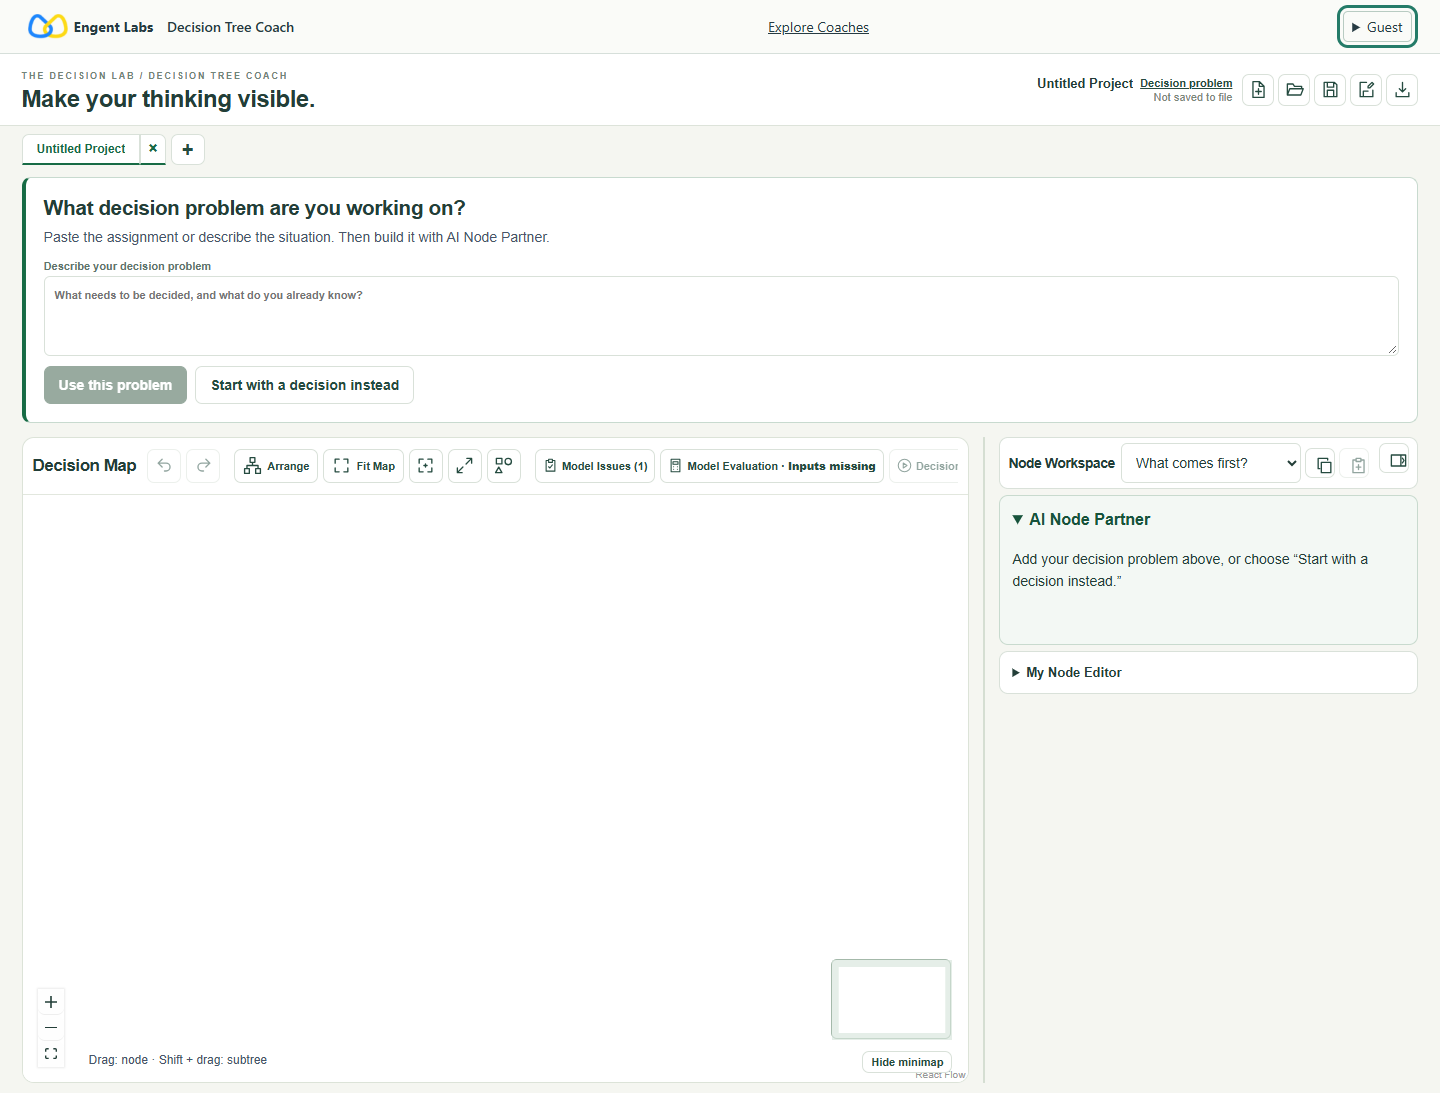 Engent Labs
Decision Tree Coach
Explore Coaches
Guest
THE DECISION LAB / DECISION TREE COACH
Make your thinking visible.
Untitled Project
Decision problem
Not saved to file
Untitled Project
What decision problem are you working on?
Paste the assignment or describe the situation. Then build it with AI Node Partner.
Describe your decision problem
What needs to be decided, and what do you already know?
Use this problem
Start with a decision instead
Decision Map
Arrange
Fit Map
Model Issues (1)
Model Evaluation · Inputs missing
Decision
Node Workspace
What comes first?
AI Node Partner
Add your decision problem above, or choose “Start with a
decision instead.”
My Node Editor
Drag: node · Shift + drag: subtree
Hide minimap
React Flow